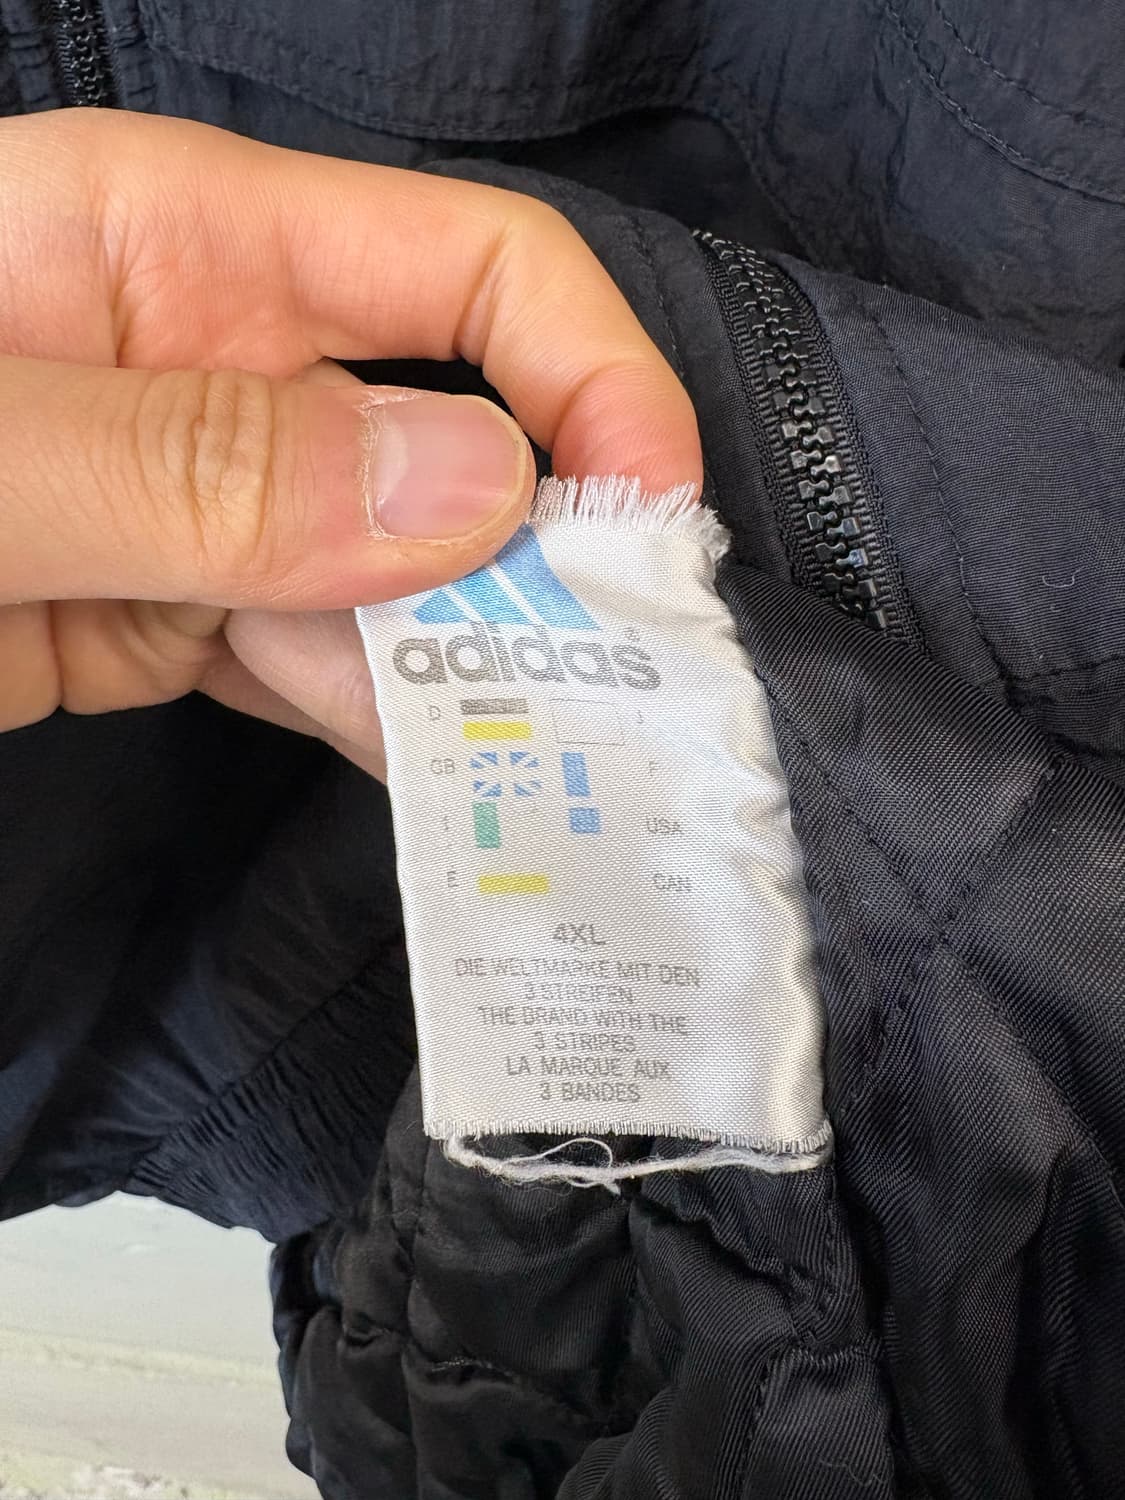 adidas®
D J
GB F
I USA
E CAN
4XL
DIE WELTMARKE MIT DEN
3 STREIFEN
THE BRAND WITH THE
3 STRIPES
LA MARQUE AUX
3 BANDES